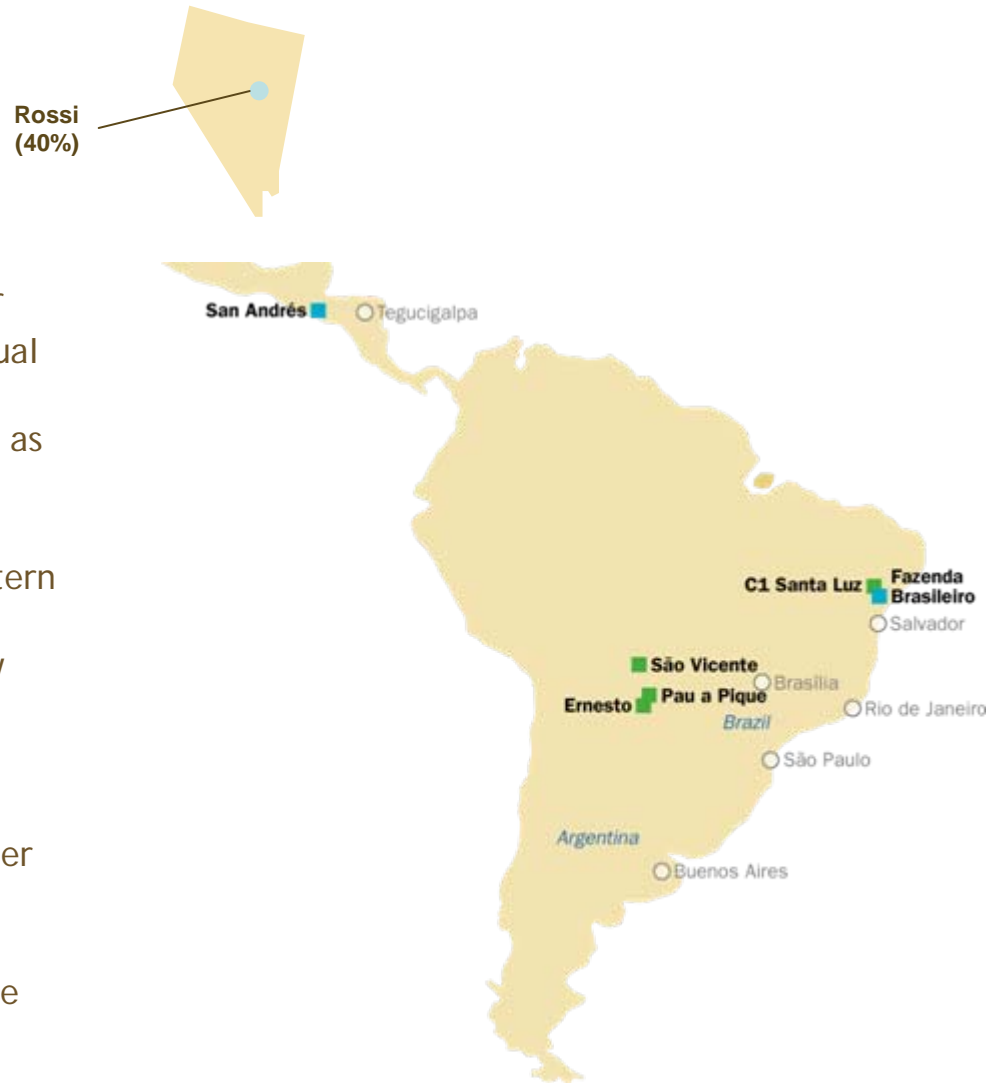 Rossi
(40%)
San Andrés
Tegucigalpa
ual
as
tern
er
e
C1 Santa Luz
Fazenda
Brasileiro
Salvador
São Vicente
Brasília
Pau a Pique
Ernesto
Rio de Janeiro
Brazil
São Paulo
Argentina
Buenos Aires